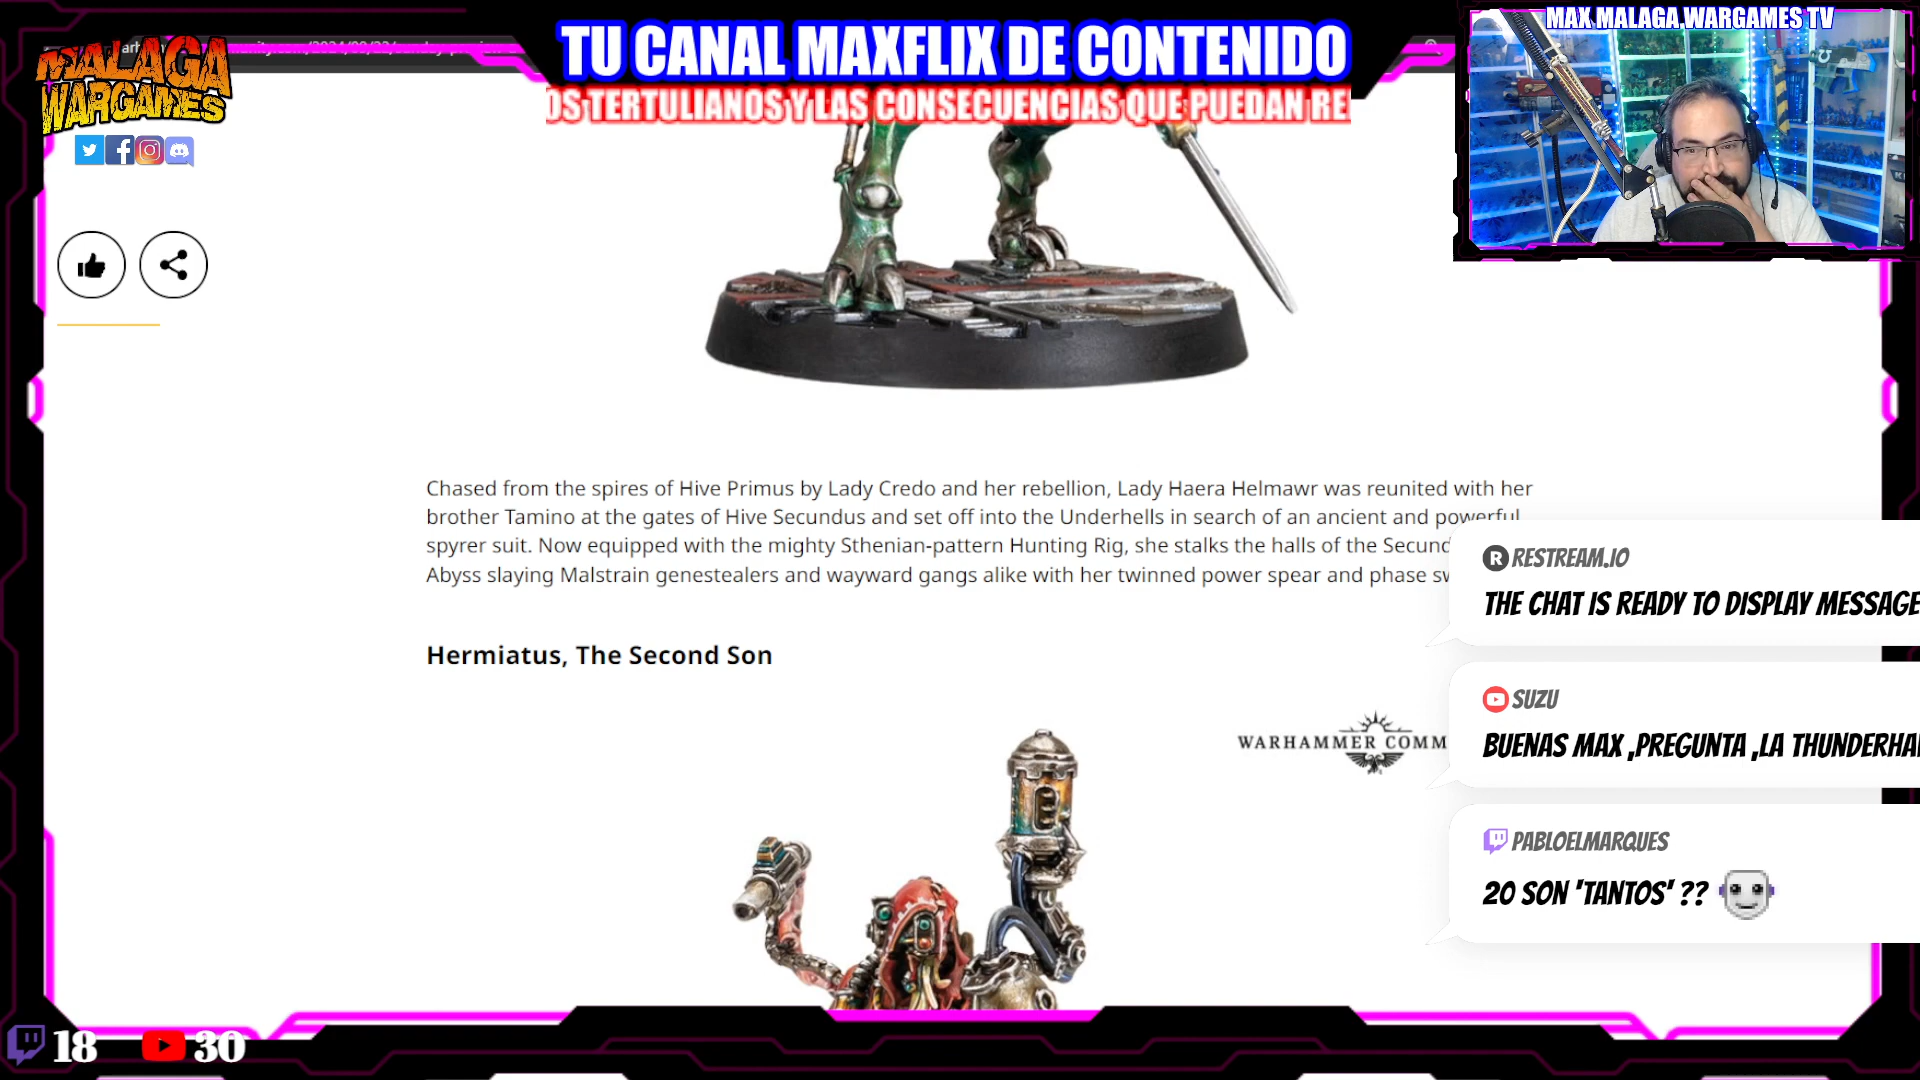 TU CANAL MAXFLIX DE CONTENIDO
OS TERTULIANOS Y LAS CONSECUENCIAS QUE PUEDAN RE
MAX MALAGA WARGAMES TV
MALAGA
WARGAMES
Chased from the spires of Hive Primus by Lady Credo and her rebellion, Lady Haera Helmawr was reunited with her
brother Tamino at the gates of Hive Secundus and set off into the Underhells in search of an ancient and powerful
spyrer suit. Now equipped with the mighty Sthenian-pattern Hunting Rig, she stalks the halls of the Secund
Abyss slaying Malstrain genestealers and wayward gangs alike with her twinned power spear and phase sw
Hermiatus, The Second Son
WARHAMMER COMM
RESTREAM.IO
THE CHAT IS READY TO DISPLAY MESSAGE
SUZU
BUENAS MAX ,PREGUNTA ,LA THUNDERHA
PABLOELMARQUES
20 SON 'TANTOS' ??
18
30